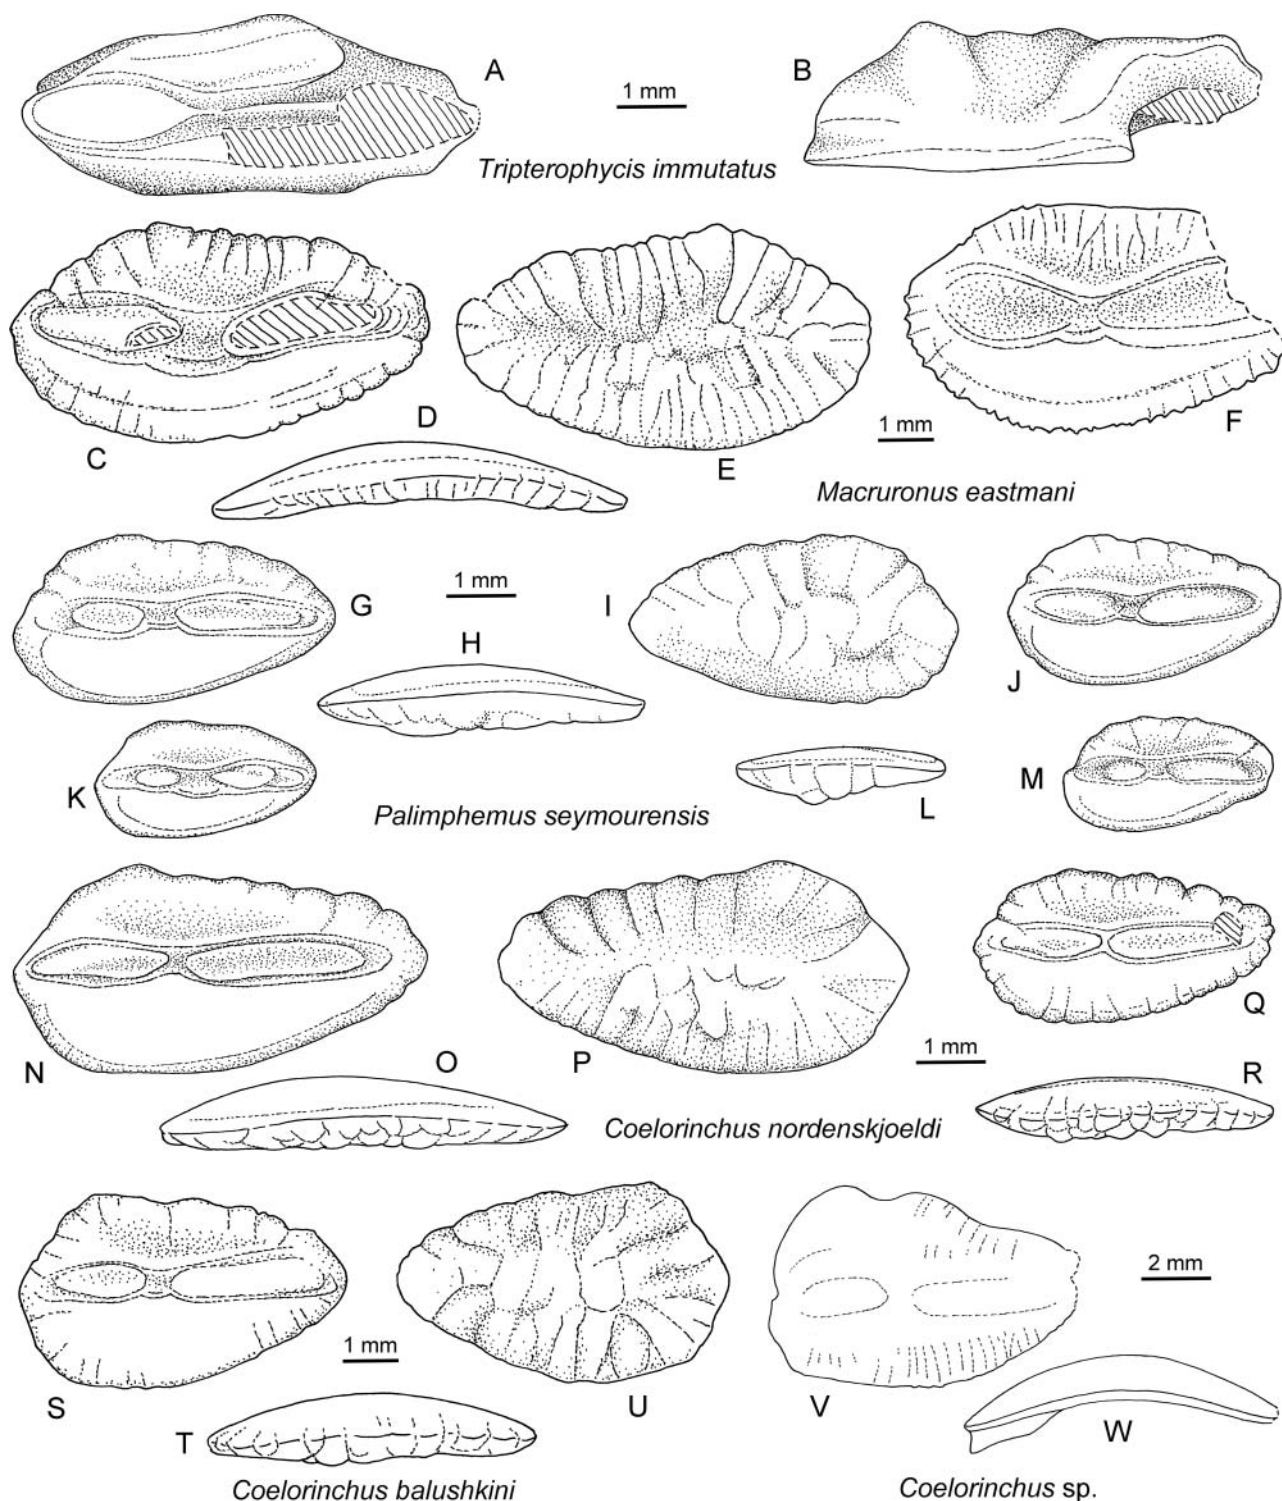 A
B
1 mm
Tripterophycis immutatus
C
D
E
1 mm
F
Macruronus eastmani
G
1 mm
H
I
J
K
L
M
Palimphemus seymourensis
N
O
P
1 mm
Q
R
Coelorinchus nordenskjoeldi
S
1 mm
T
U
V
2 mm
W
Coelorinchus balushkini
Coelorinchus sp.